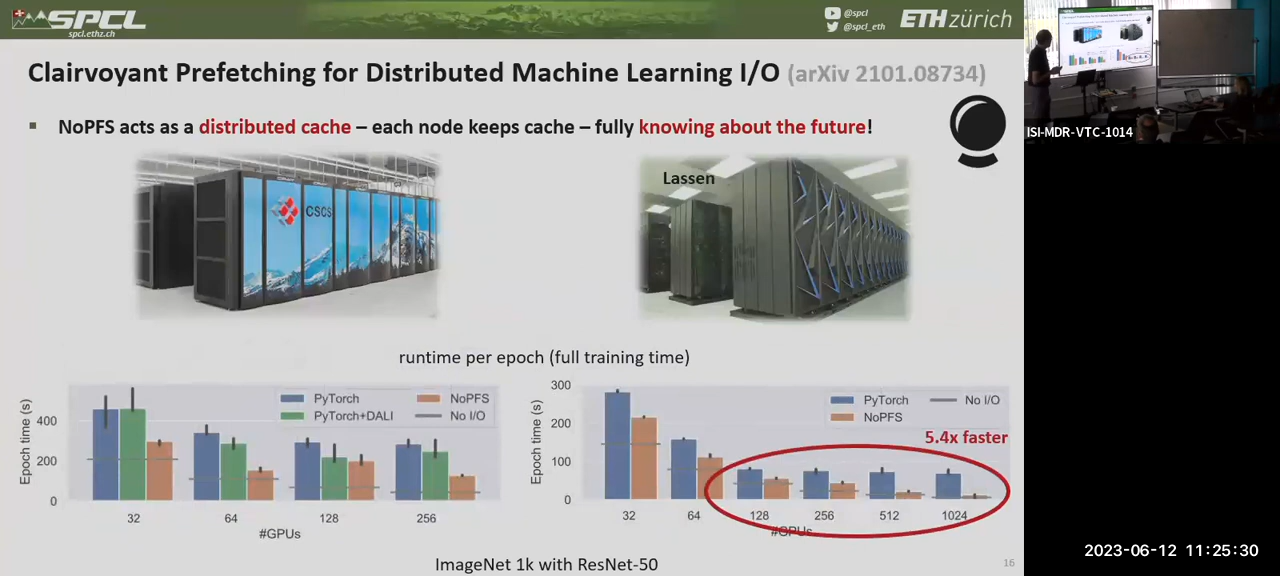 SPCL
spcl.ethz.ch
@spcl
@spcl_eth
ETH zürich
Clairvoyant Prefetching for Distributed Machine Learning I/O (arXiv 2101.08734)
NoPFS acts as a distributed cache – each node keeps cache – fully knowing about the future!
CSCS
Lassen
ISI-MDR-VTC-1014
runtime per epoch (full training time)
Epoch time (s)
400
200
0
PyTorch
PyTorch+DALI
NoPFS
No I/O
32
64
128
256
#GPUs
Epoch time (s)
300
200
100
0
PyTorch
NoPFS
No I/O
5.4x faster
32
64
128
256
512
1024
#GPUs
ImageNet 1k with ResNet-50
16
2023-06-12 11:25:30